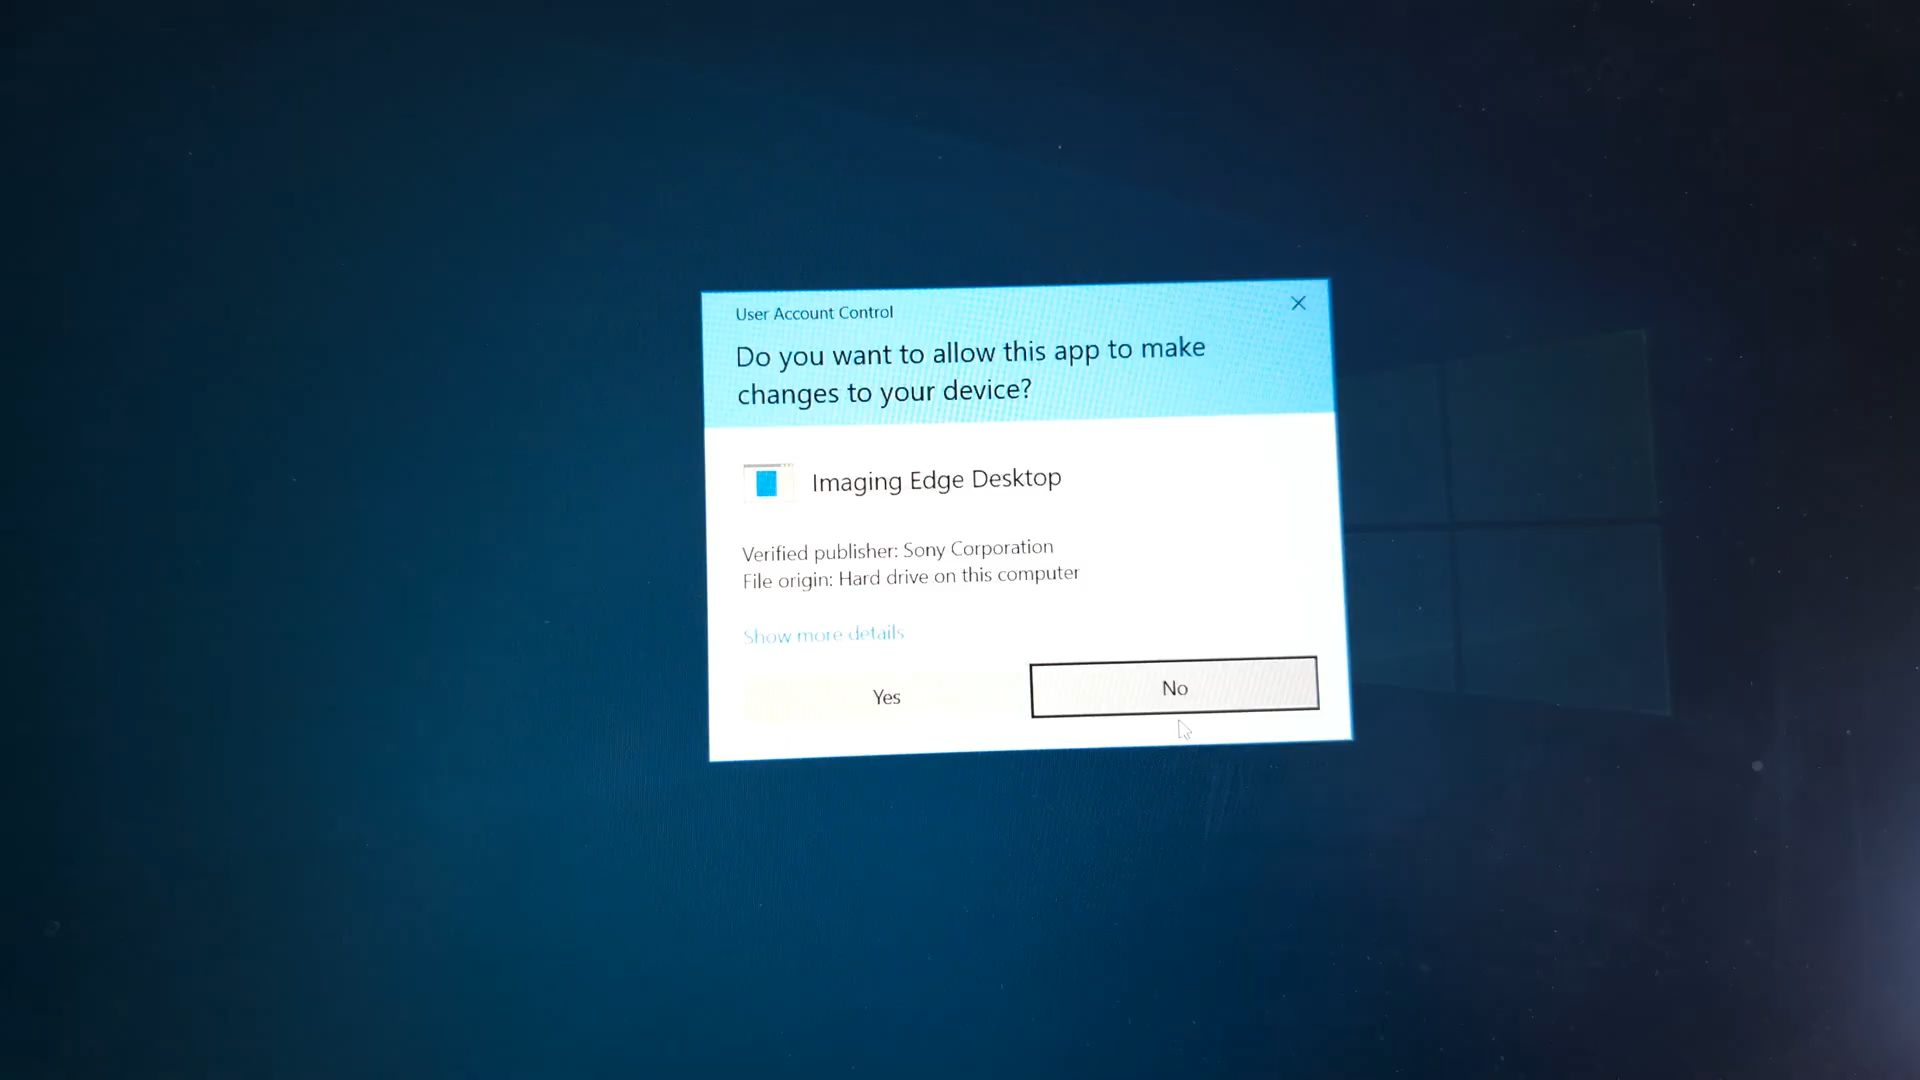 User Account Control
Do you want to allow this app to make
changes to your device?
Imaging Edge Desktop
Verified publisher: Sony Corporation
File origin: Hard drive on this computer
Show more details
Yes
No